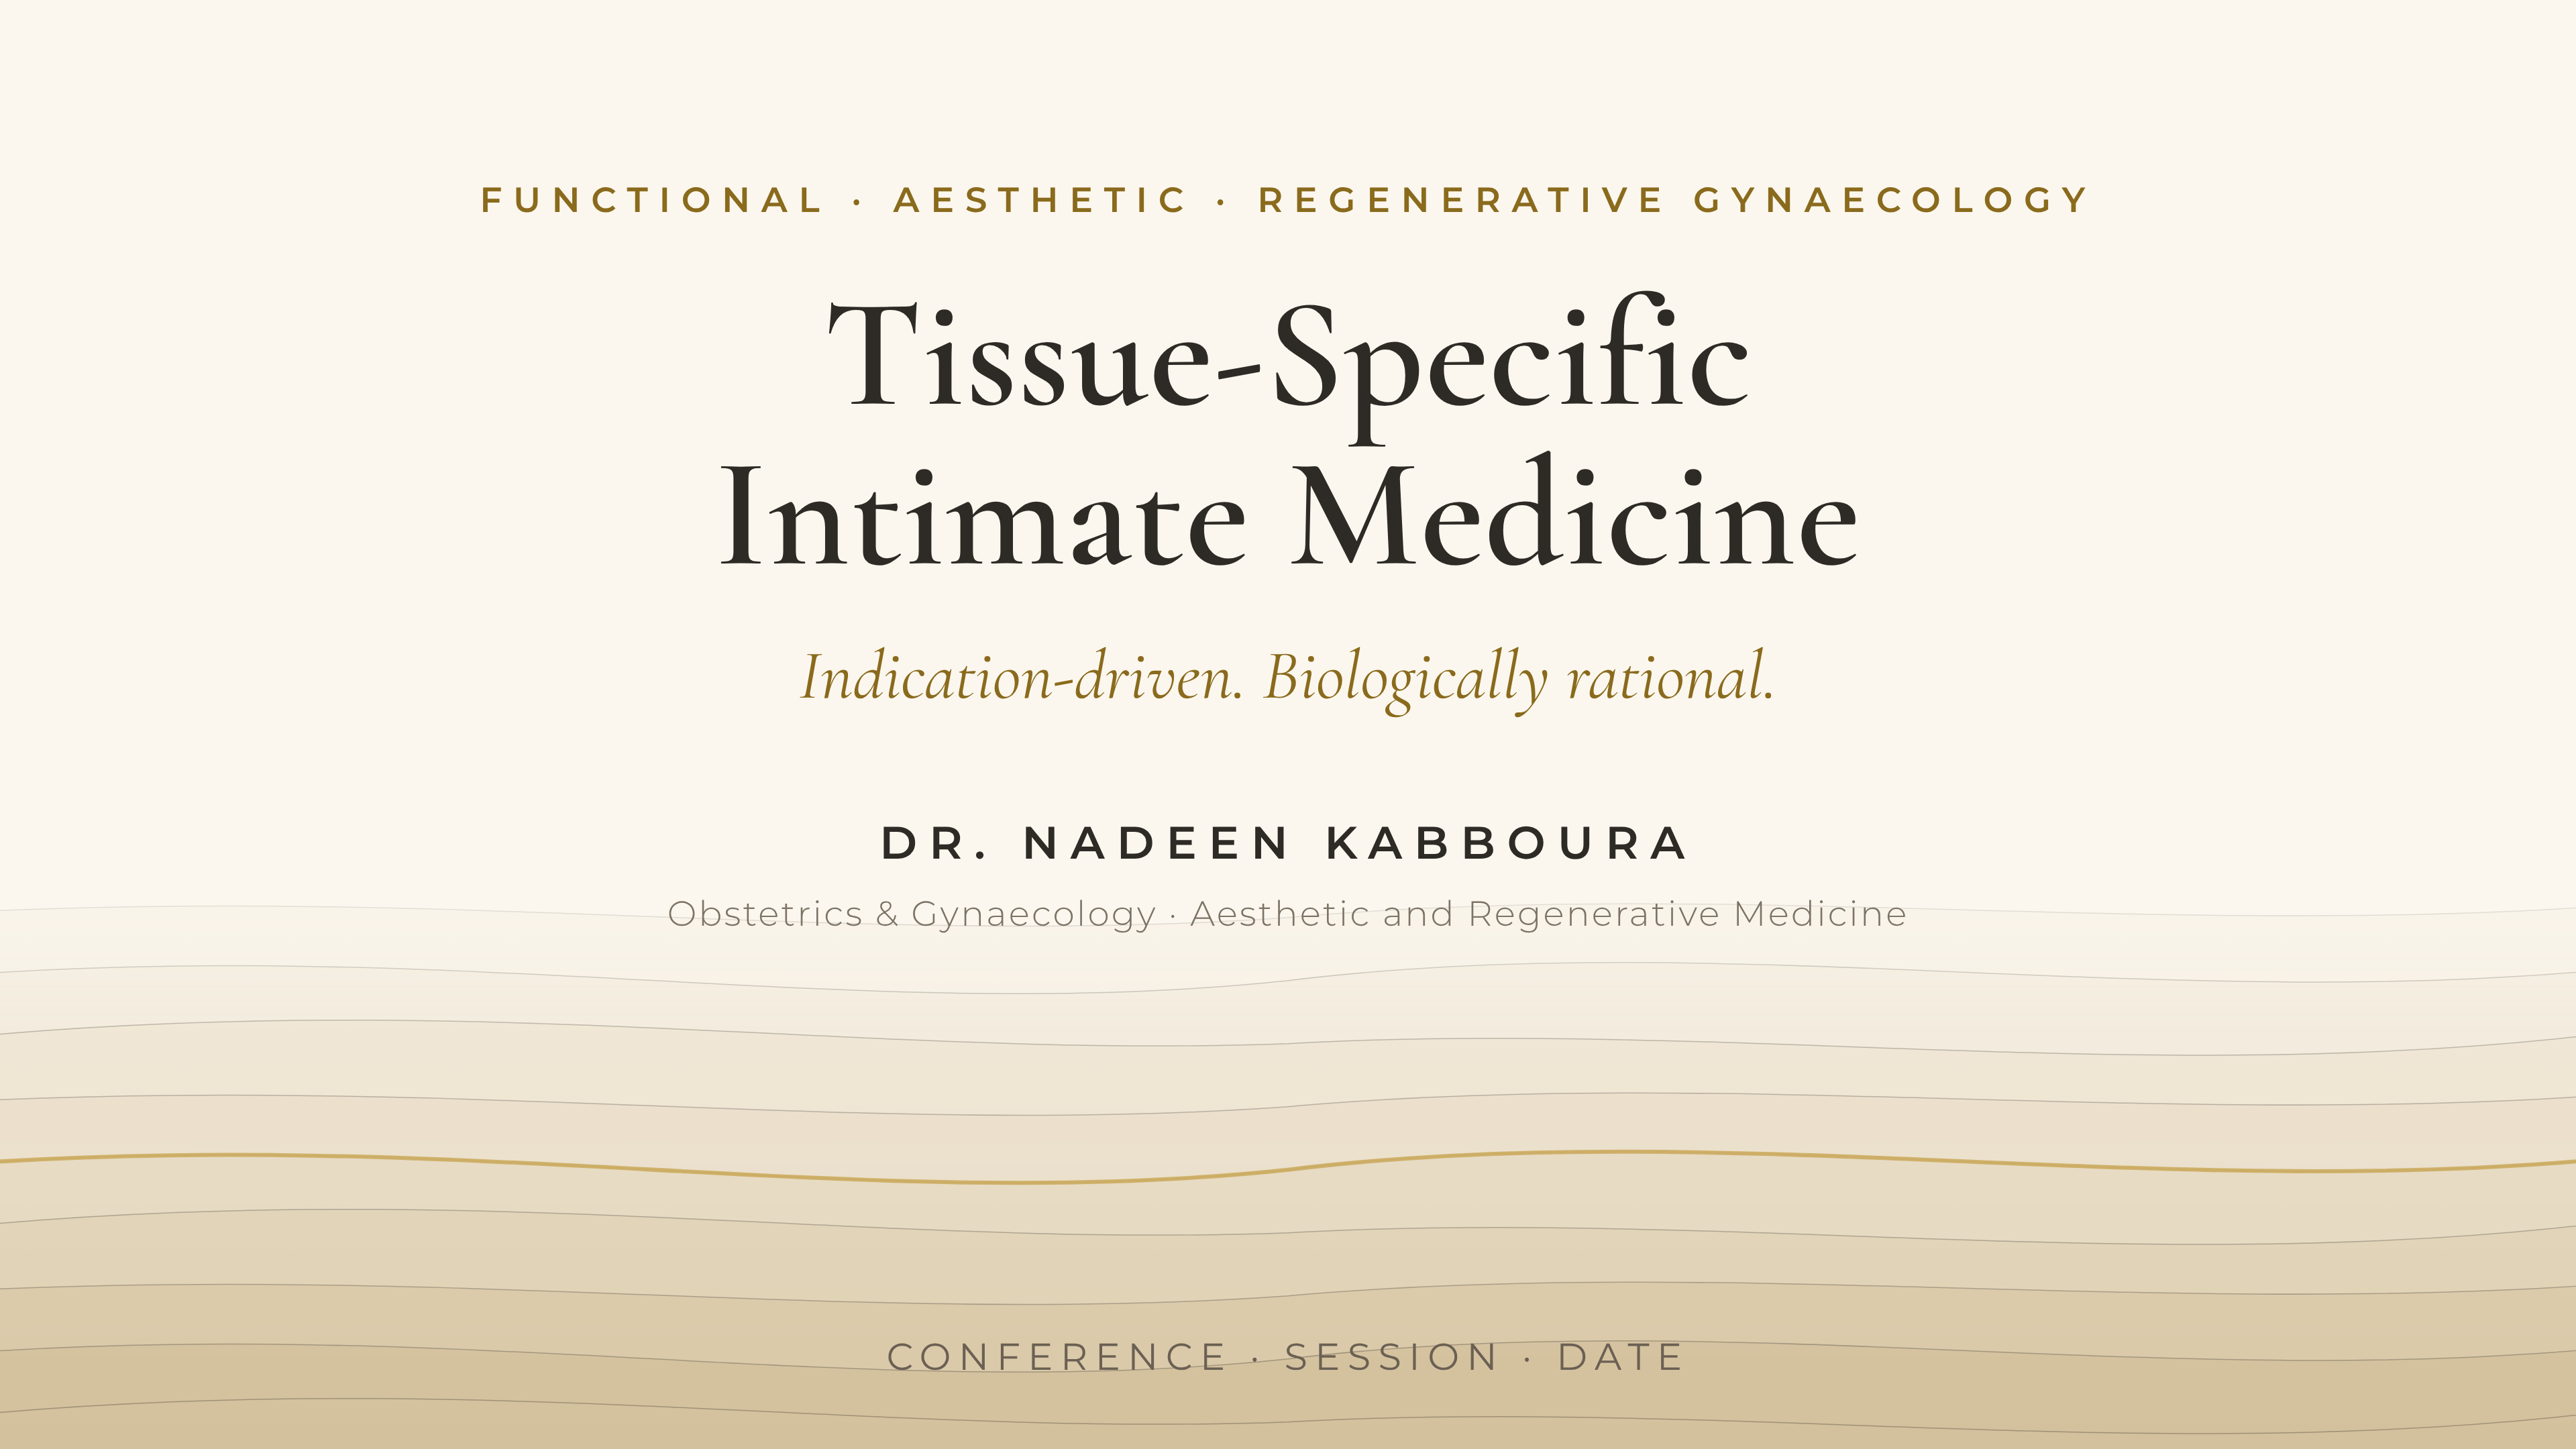 FUNCTIONAL · AESTHETIC · REGENERATIVE GYNAECOLOGY
Tissue-Specific
Intimate Medicine
Indication-driven. Biologically rational.
DR. NADEEN KABBOURA
Obstetrics & Gynaecology · Aesthetic and Regenerative Medicine
CONFERENCE · SESSION · DATE